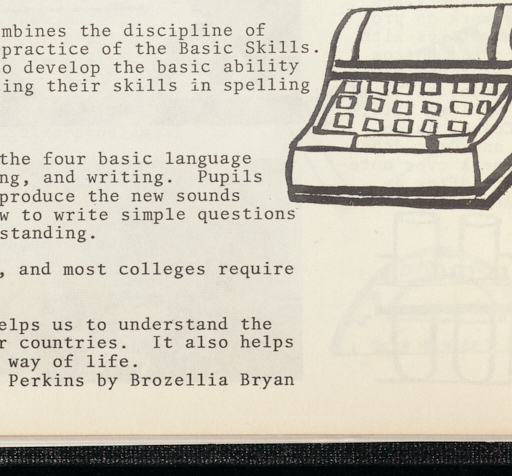 mbines the discipline of
practice of the Basic Skills.
o develop the basic ability
ing their skills in spelling
the four basic language
ng, and writing. Pupils
produce the new sounds
w to write simple questions
standing.
, and most colleges require
elps us to understand the
r countries. It also helps
way of life.
Perkins by Brozellia Bryan